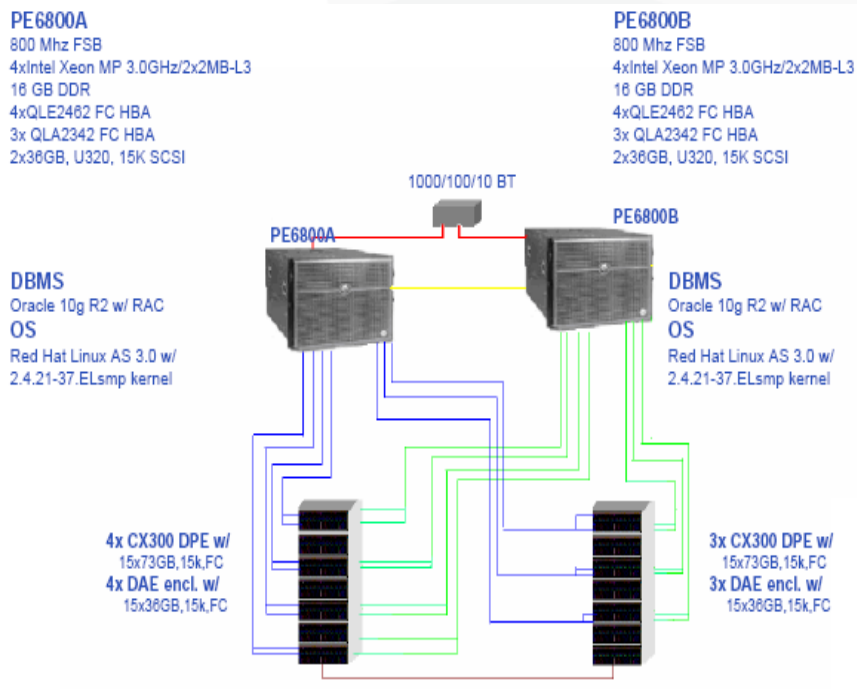 PE6800A
800 Mhz FSB
4xIntel Xeon MP 3.0GHz/2x2MB-L3
16 GB DDR
4xQLE2462 FC HBA
3x QLA2342 FC HBA
2x36GB, U320, 15K SCSI
PE6800B
800 Mhz FSB
4xIntel Xeon MP 3.0GHz/2x2MB-L3
16 GB DDR
4xQLE2462 FC HBA
3x QLA2342 FC HBA
2x36GB, U320, 15K SCSI
1000/100/10 BT
PE6800A
PE6800B
DBMS
Oracle 10g R2 w/ RAC
OS
Red Hat Linux AS 3.0 w/
2.4.21-37.ELsmp kernel
DBMS
Oracle 10g R2 w/ RAC
OS
Red Hat Linux AS 3.0 w/
2.4.21-37.ELsmp kernel
4x CX300 DPE w/
15x73GB,15k,FC
4x DAE encl. w/
15x36GB,15k,FC
3x CX300 DPE w/
15x73GB,15k,FC
3x DAE encl. w/
15x36GB,15k,FC